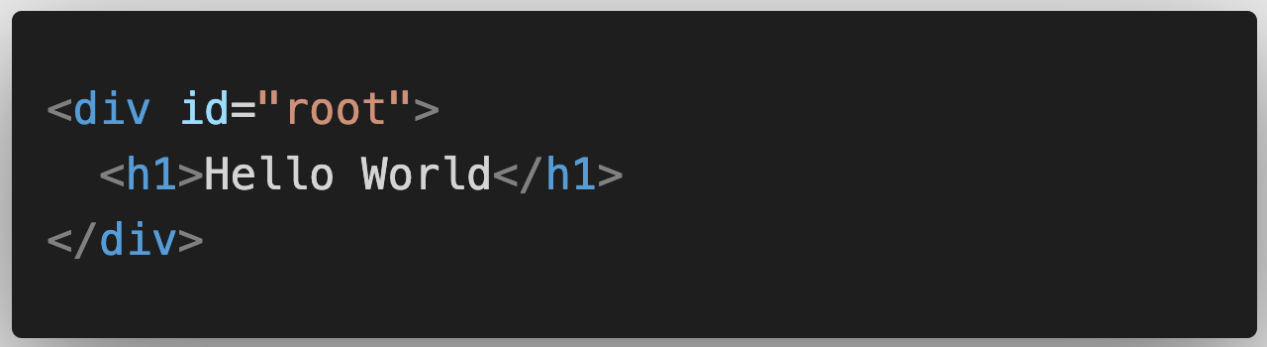 <div id="root">
  <h1>Hello World</h1>
</div>